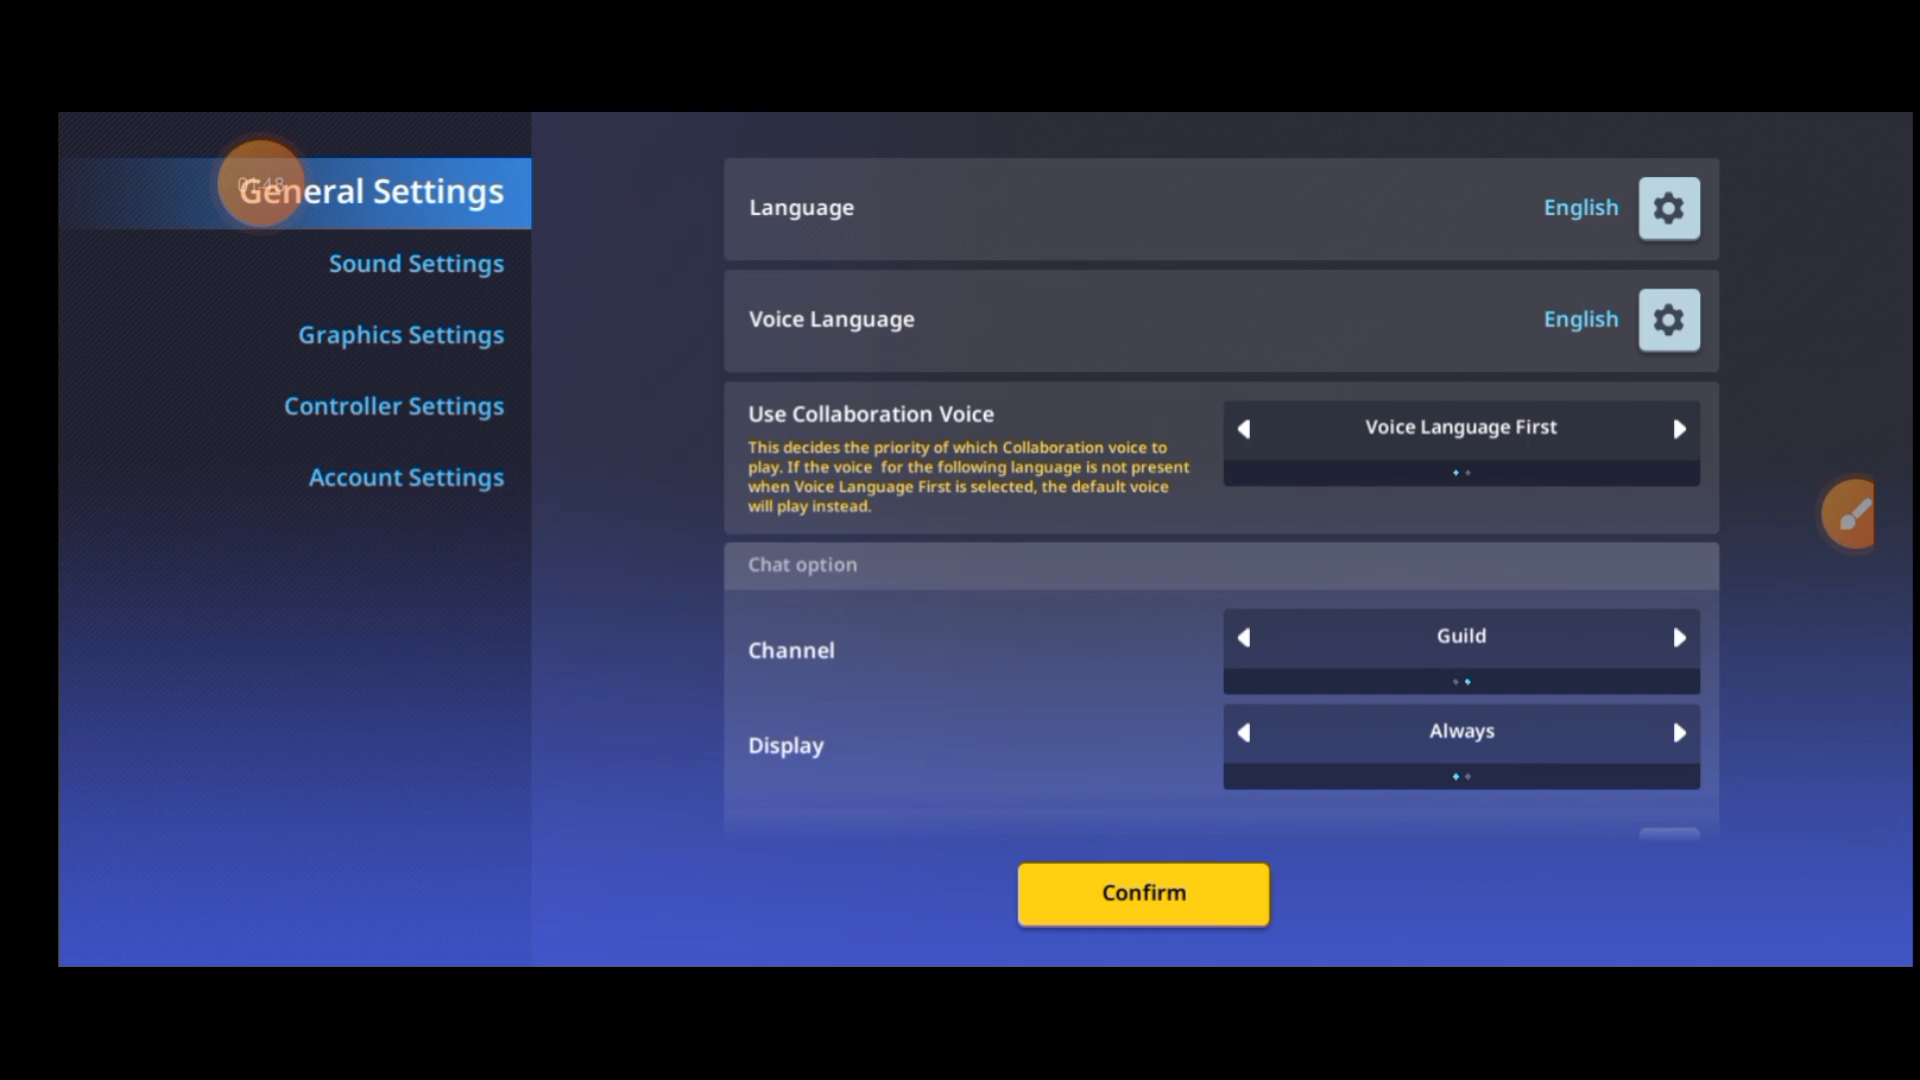 01:48
General Settings
Sound Settings
Graphics Settings
Controller Settings
Account Settings
Language
English
Voice Language
English
Use Collaboration Voice
This decides the priority of which Collaboration voice to
play. If the voice for the following language is not present
when Voice Language First is selected, the default voice
will play instead.
Voice Language First
Chat option
Channel
Guild
Display
Always
Confirm